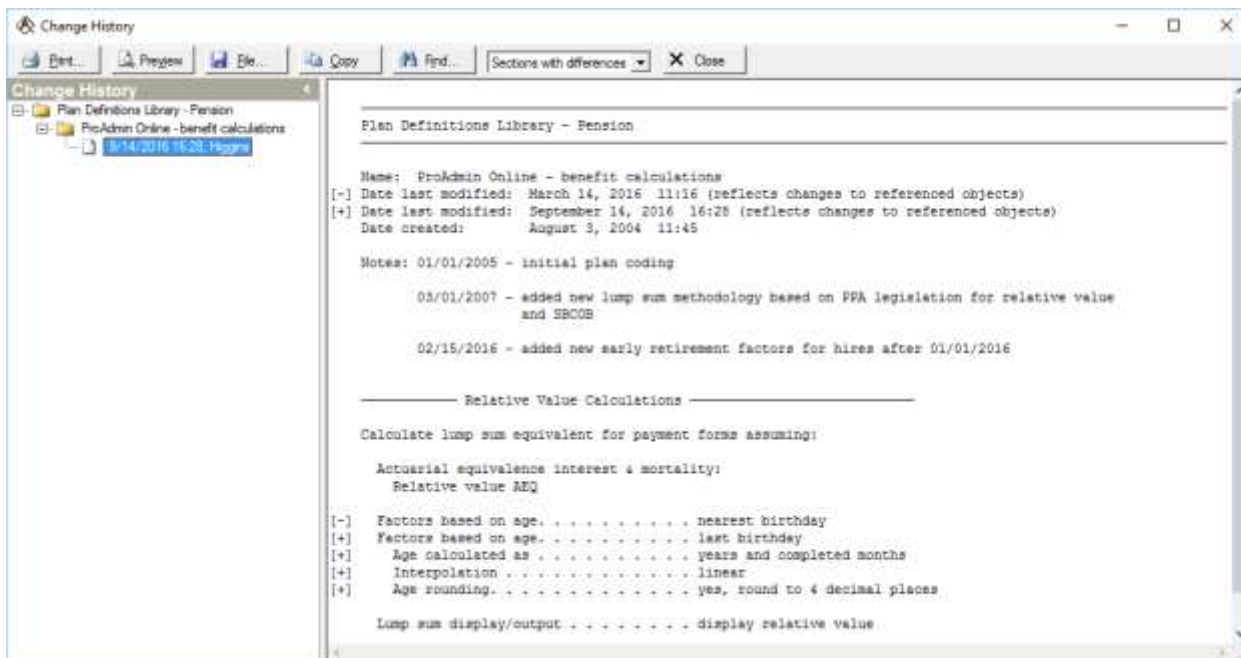 Change History
Print... Preview File... Copy Find... Sections with differences Close
Change History
Plan Definitions Library - Pension
ProAdmin Online - benefit calculations
9/14/2016 16:28; Higgins
Plan Definitions Library - Pension
Name: ProAdmin Online - benefit calculations
[-] Date last modified: March 14, 2016 11:16 (reflects changes to referenced objects)
[+] Date last modified: September 14, 2016 16:28 (reflects changes to referenced objects)
Date created: August 3, 2004 11:45
Notes: 01/01/2005 - initial plan coding
03/01/2007 - added new lump sum methodology based on PPA legislation for relative value
and SBCOB
02/15/2016 - added new early retirement factors for hires after 01/01/2016
Relative Value Calculations
Calculate lump sum equivalent for payment forms assuming:
Actuarial equivalence interest & mortality:
Relative value AEQ
[-] Factors based on age. . . . . . . . . . . nearest birthday
[+] Factors based on age. . . . . . . . . . . last birthday
[+] Age calculated as . . . . . . . . . . . years and completed months
[+] Interpolation . . . . . . . . . . . . . linear
[+] Age rounding. . . . . . . . . . . . . . yes, round to 4 decimal places
Lump sum display/output . . . . . . . . display relative value